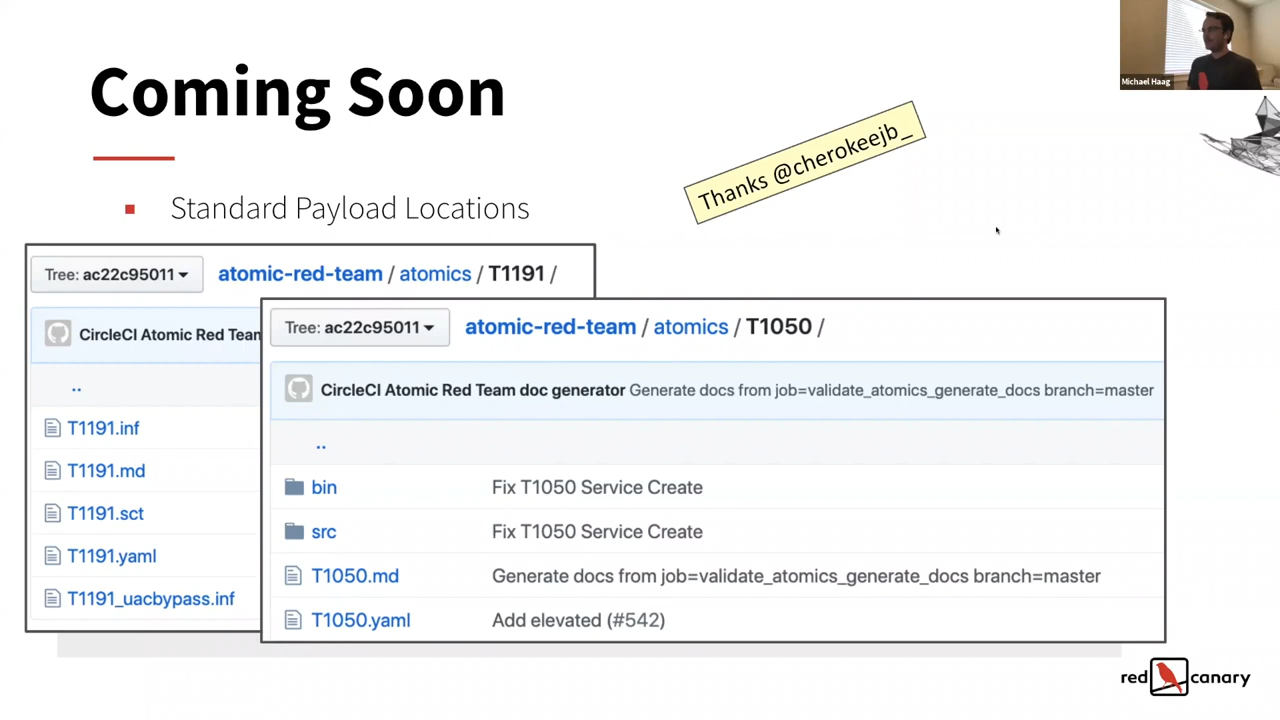 Coming Soon
Michael Haag
Thanks @cherokeejb_
Standard Payload Locations
Tree: ac22c95011
atomic-red-team / atomics / T1191 /
CircleCI Atomic Red Tean
..
T1191.inf
T1191.md
T1191.sct
T1191.yaml
T1191_uacbypass.inf
Tree: ac22c95011
atomic-red-team / atomics / T1050 /
CircleCI Atomic Red Team doc generator Generate docs from job=validate_atomics_generate_docs branch=master
..
bin Fix T1050 Service Create
src Fix T1050 Service Create
T1050.md Generate docs from job=validate_atomics_generate_docs branch=master
T1050.yaml Add elevated (#542)
red canary